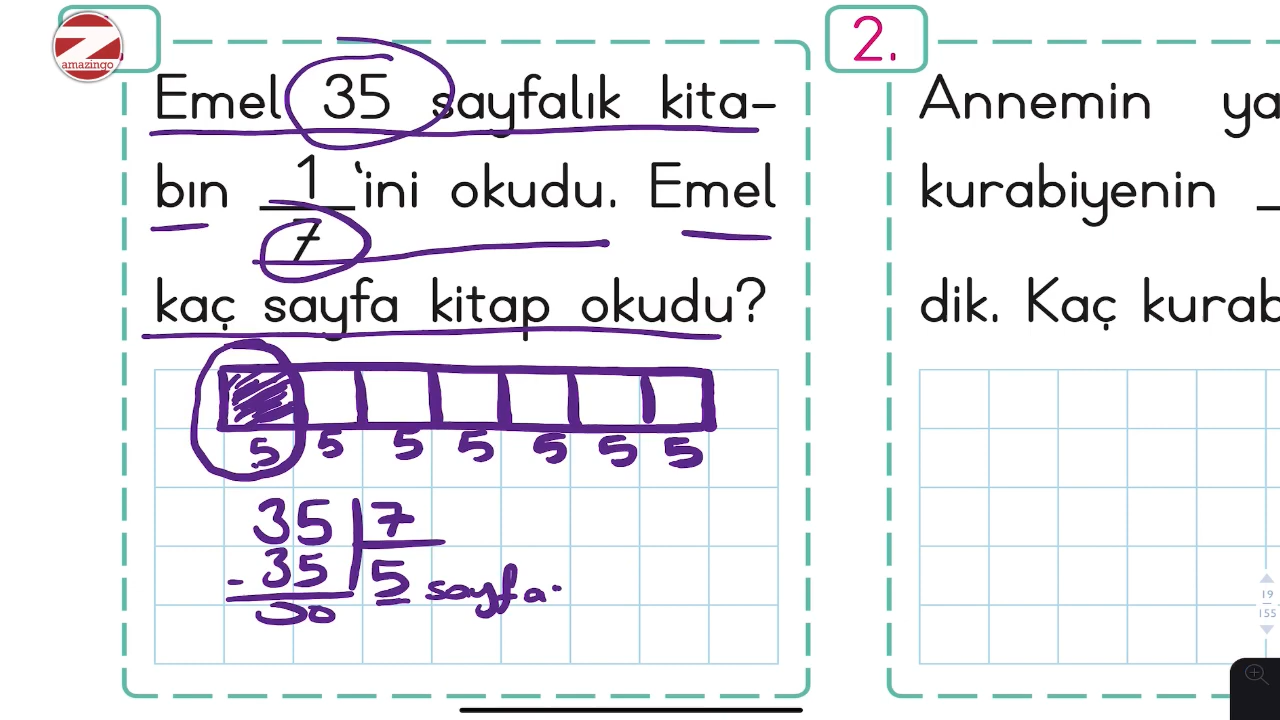 amazingo
Emel 35 sayfalık kita-
bın 1/7 'ini okudu. Emel
kaç sayfa kitap okudu?
5 5 5 5 5 5 5
35 7
- 35 5 sayfa.
00
2.
Annemin ya
kurabiyenin
dik. Kaç kurab
19
155